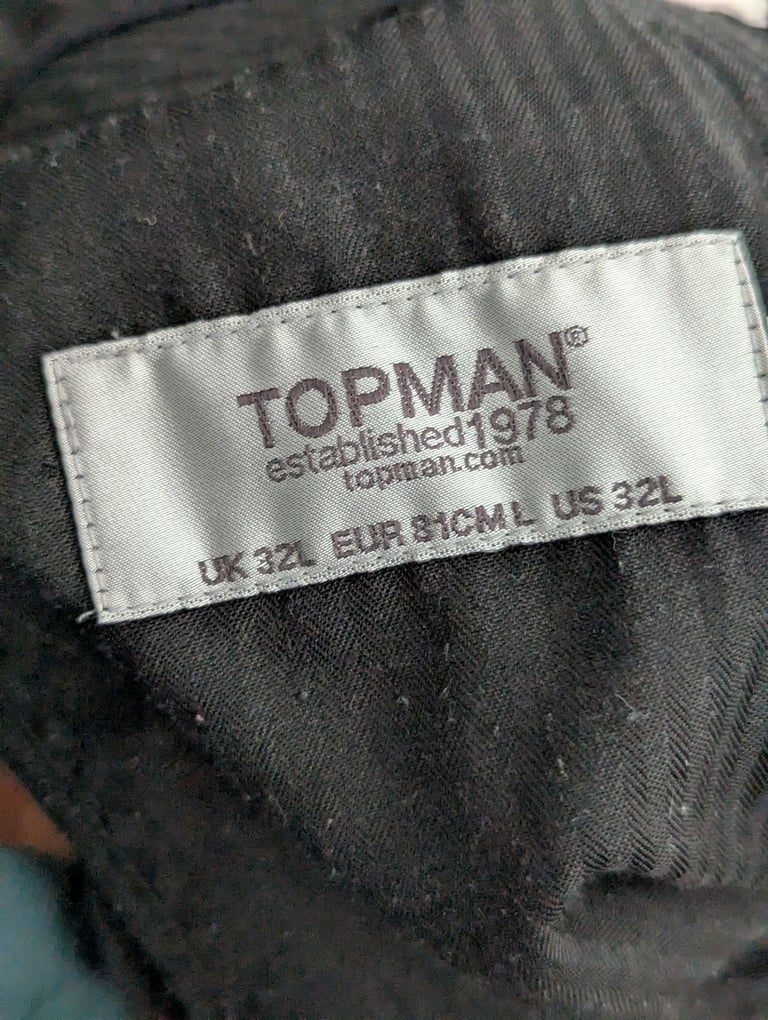 TOPMAN®
established1978
topman.com
UK 32L EUR 81CM L US 32L